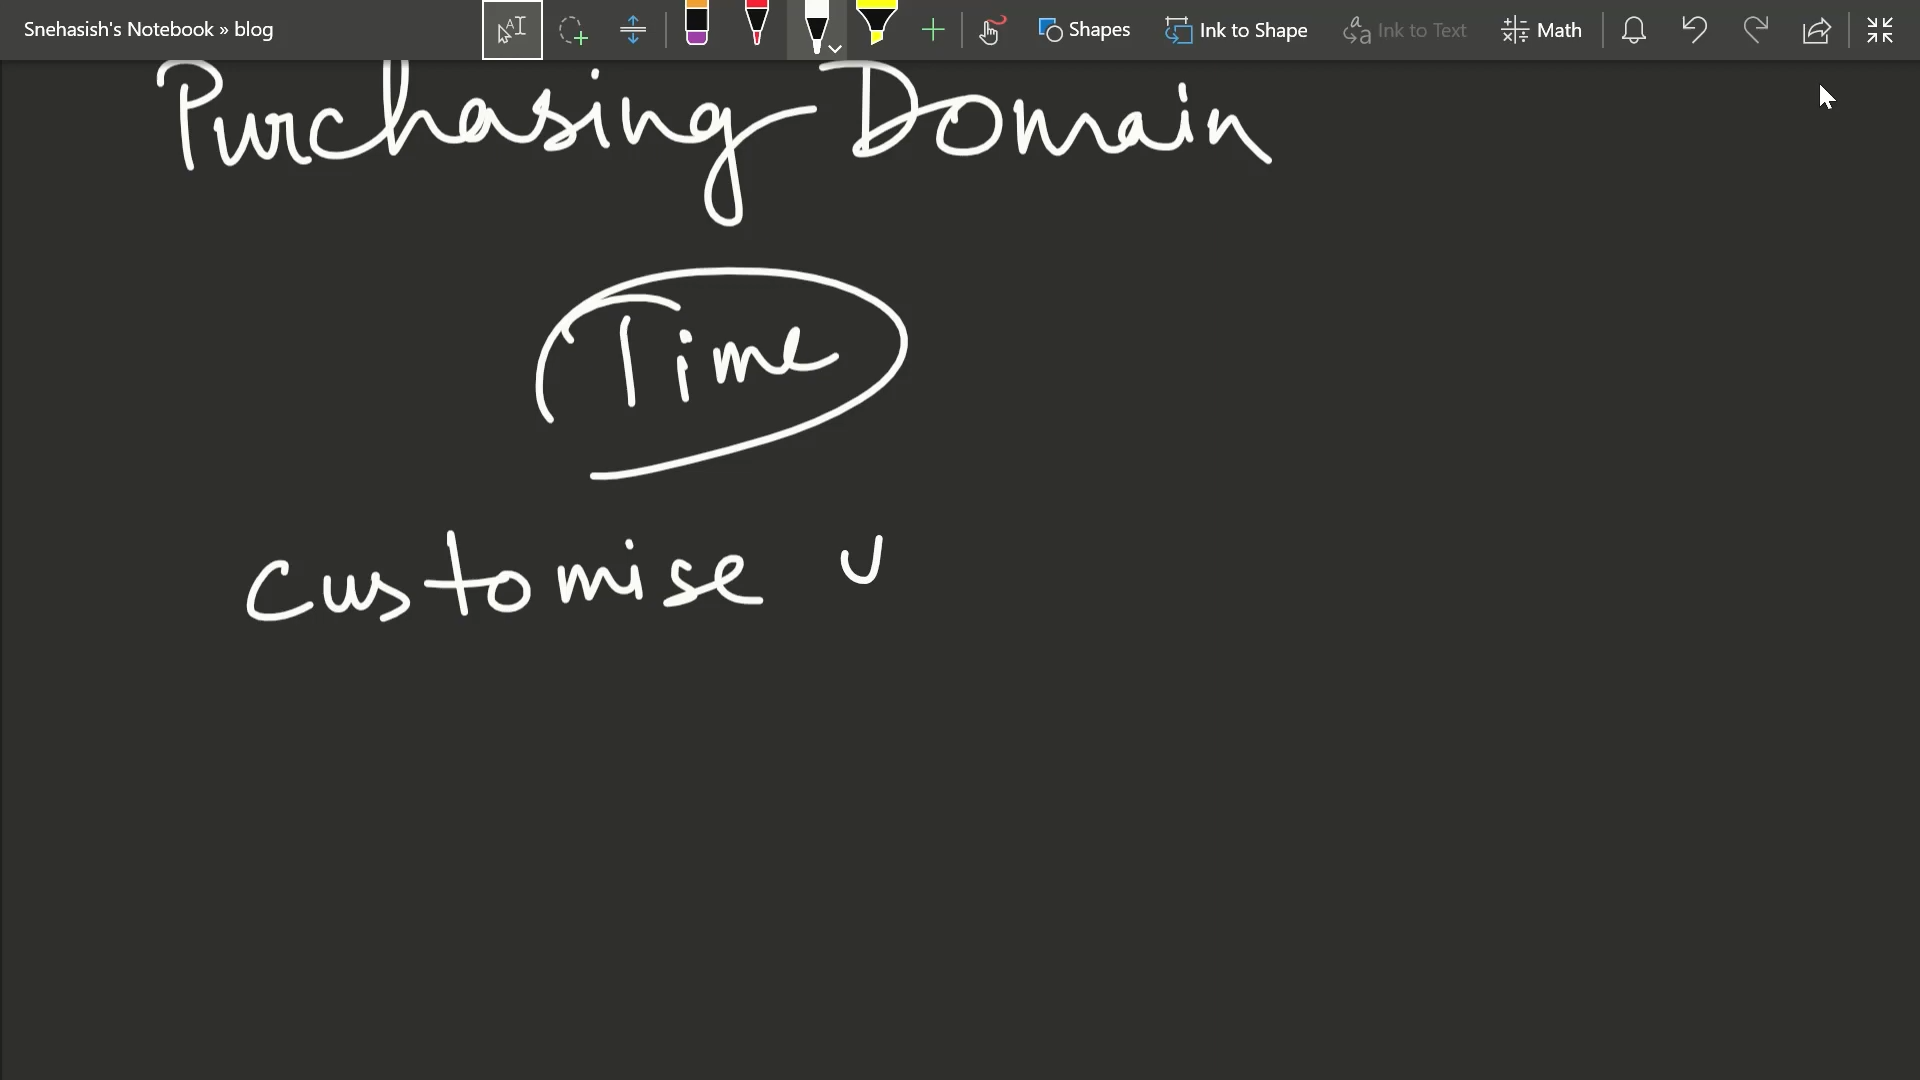 Snehasish's Notebook » blog Shapes Ink to Shape Ink to Text Math
Purchasing Domain
Time
customise